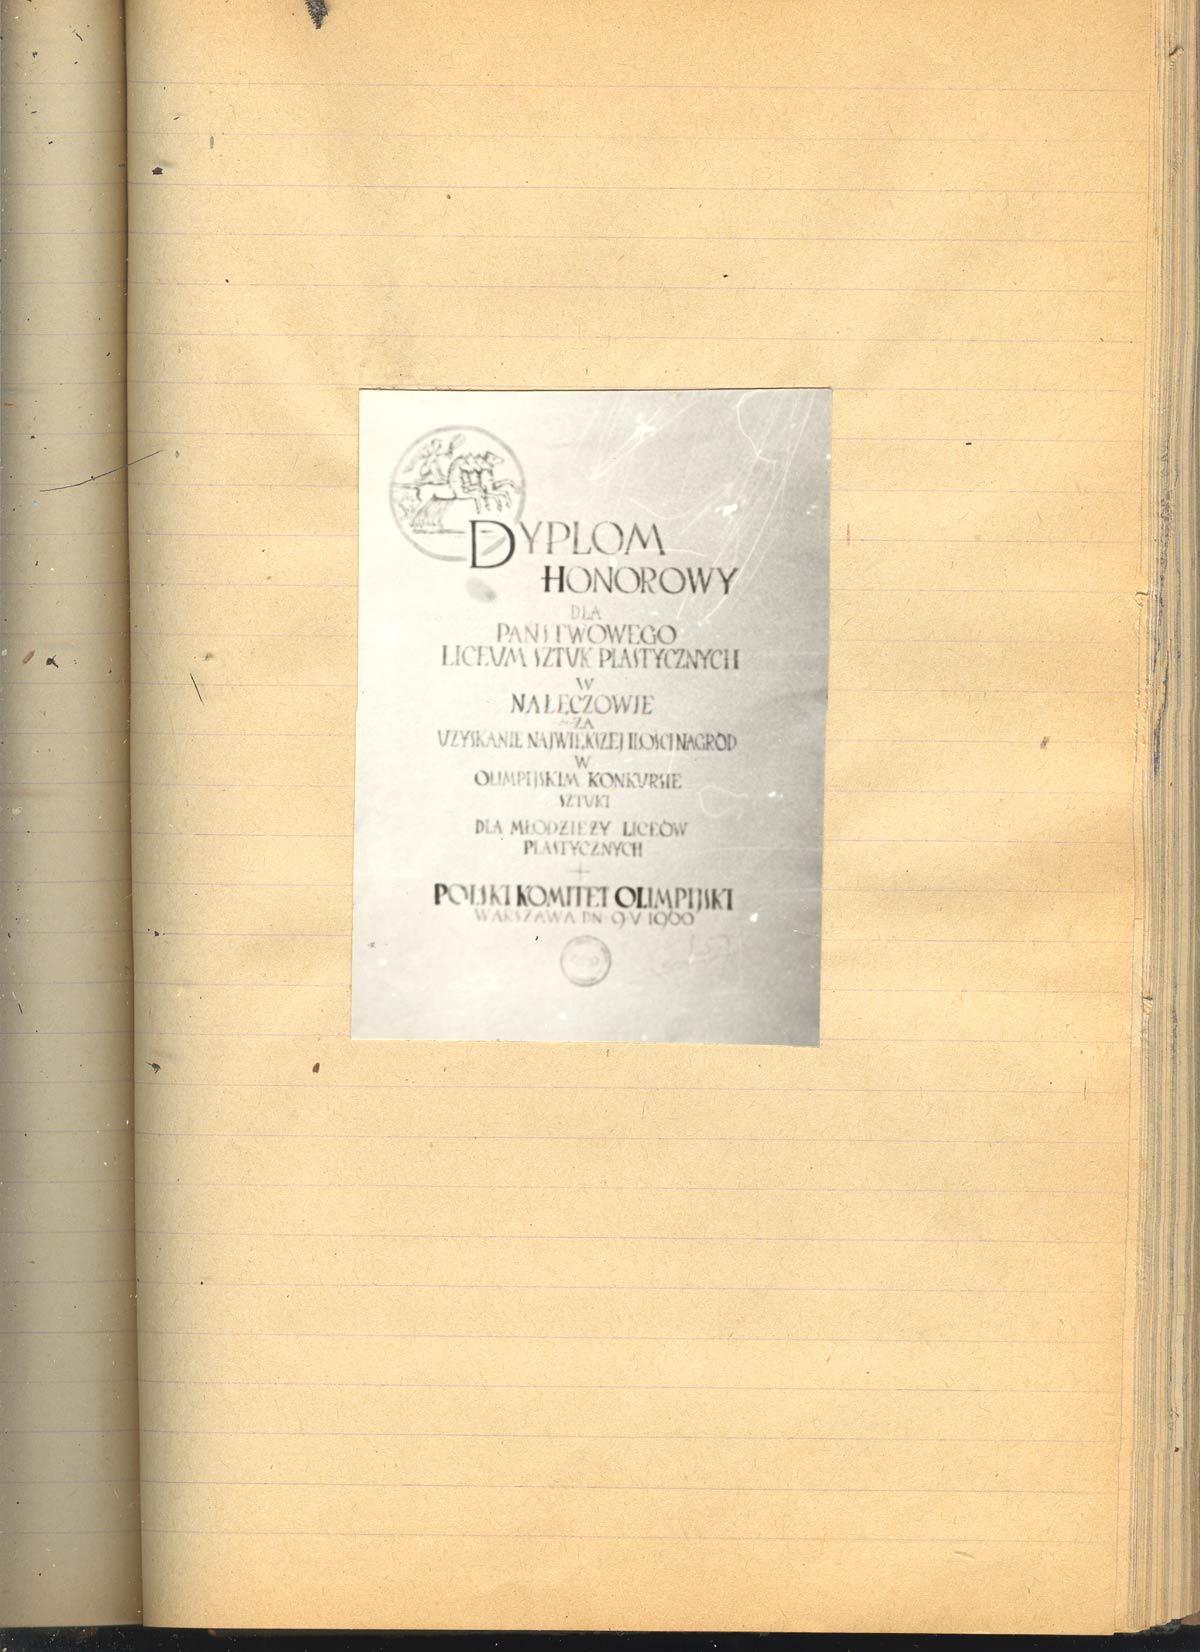 DYPLOM
HONOROWY
DLA
PAŃSTWOWEGO
LICEUM SZTUK PLASTYCZNYCH
W
NAŁĘCZOWIE
ZA
UZYSKANIE NAJWIĘKSZEJ ILOŚCI NAGRÓD
W
OLIMPIJSKIM KONKURSIE
SZTUKI
DLA MŁODZIEŻY LICEÓW
PLASTYCZNYCH
POLSKI KOMITET OLIMPIJSKI
WARSZAWA DN 9 V 1960